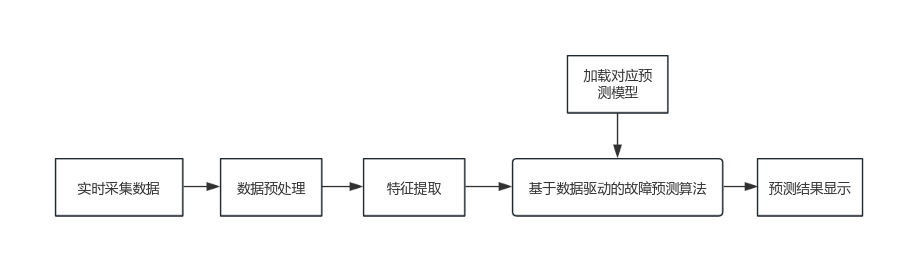 加载对应预
测模型
实时采集数据
数据预处理
特征提取
基于数据驱动的故障预测算法
预测结果显示